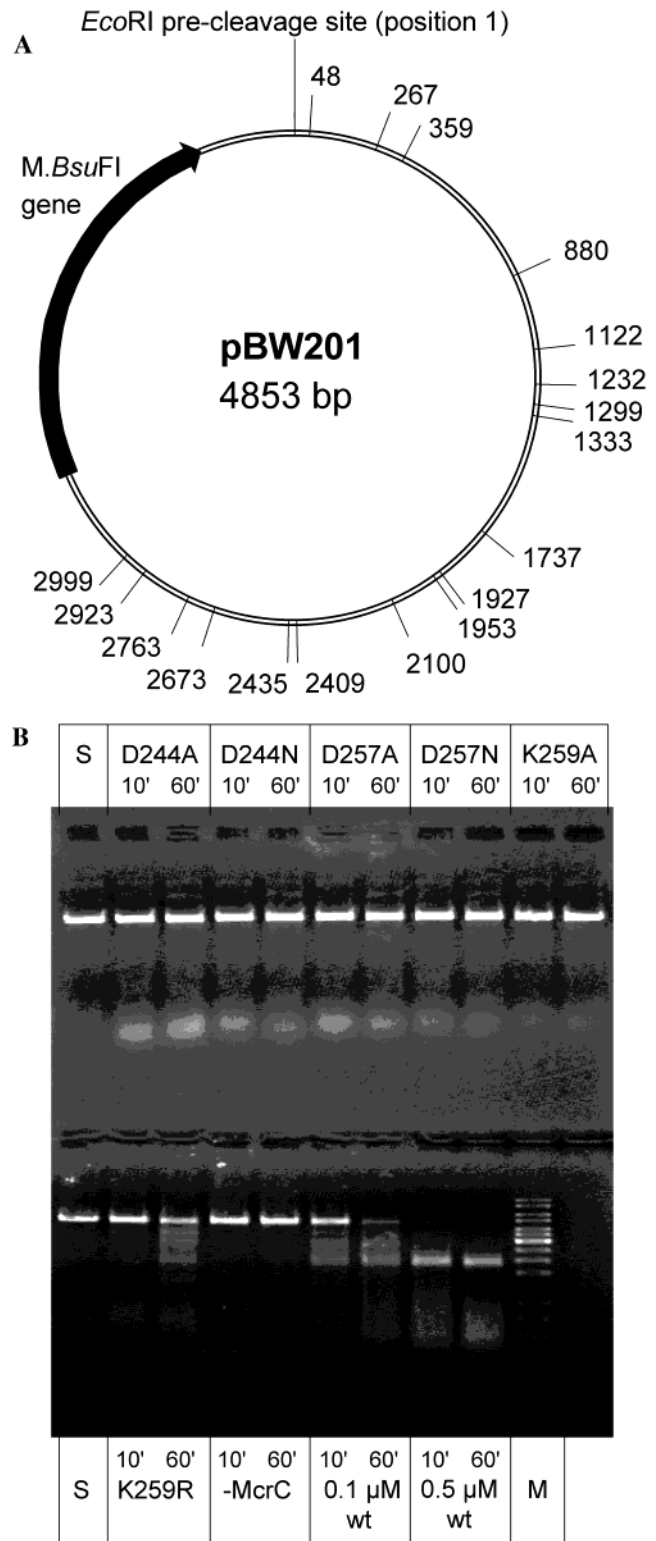 EcoRI pre-cleavage site (position 1)
A
48
267
359
M.BsuFI
gene
880
pBW201
4853 bp
1122
1232
1299
1333
1737
2999
2923
2763
2673
2435
2409
2100
1927
1953
B
S D244A D244N D257A D257N K259A
10' 60' 10' 60' 10' 60' 10' 60' 10' 60'
10' 60' 10' 60' 10' 60' 10' 60'
S K259R -McrC 0.1 µM 0.5 µM M
wt wt